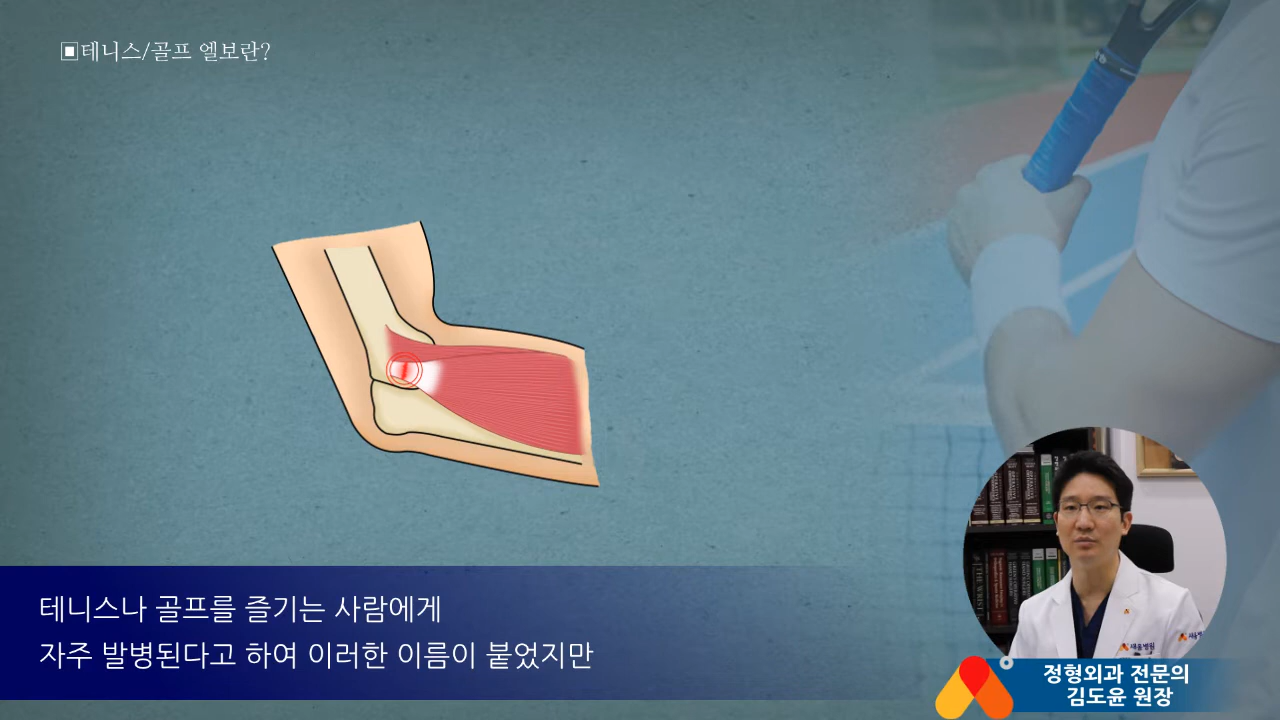 ▣테니스/골프 엘보란?
테니스나 골프를 즐기는 사람에게
자주 발병된다고 하여 이러한 이름이 붙었지만
정형외과 전문의
김도윤 원장